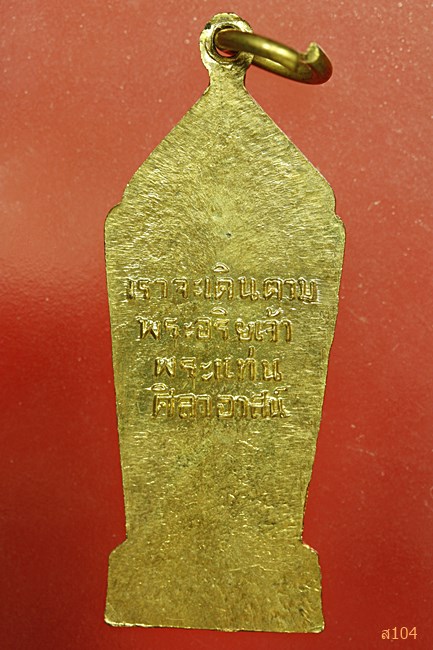 เราจะเดินตาม
พระอริยเจ้า
พระแท่น
ศิลาอาสน์
ส104